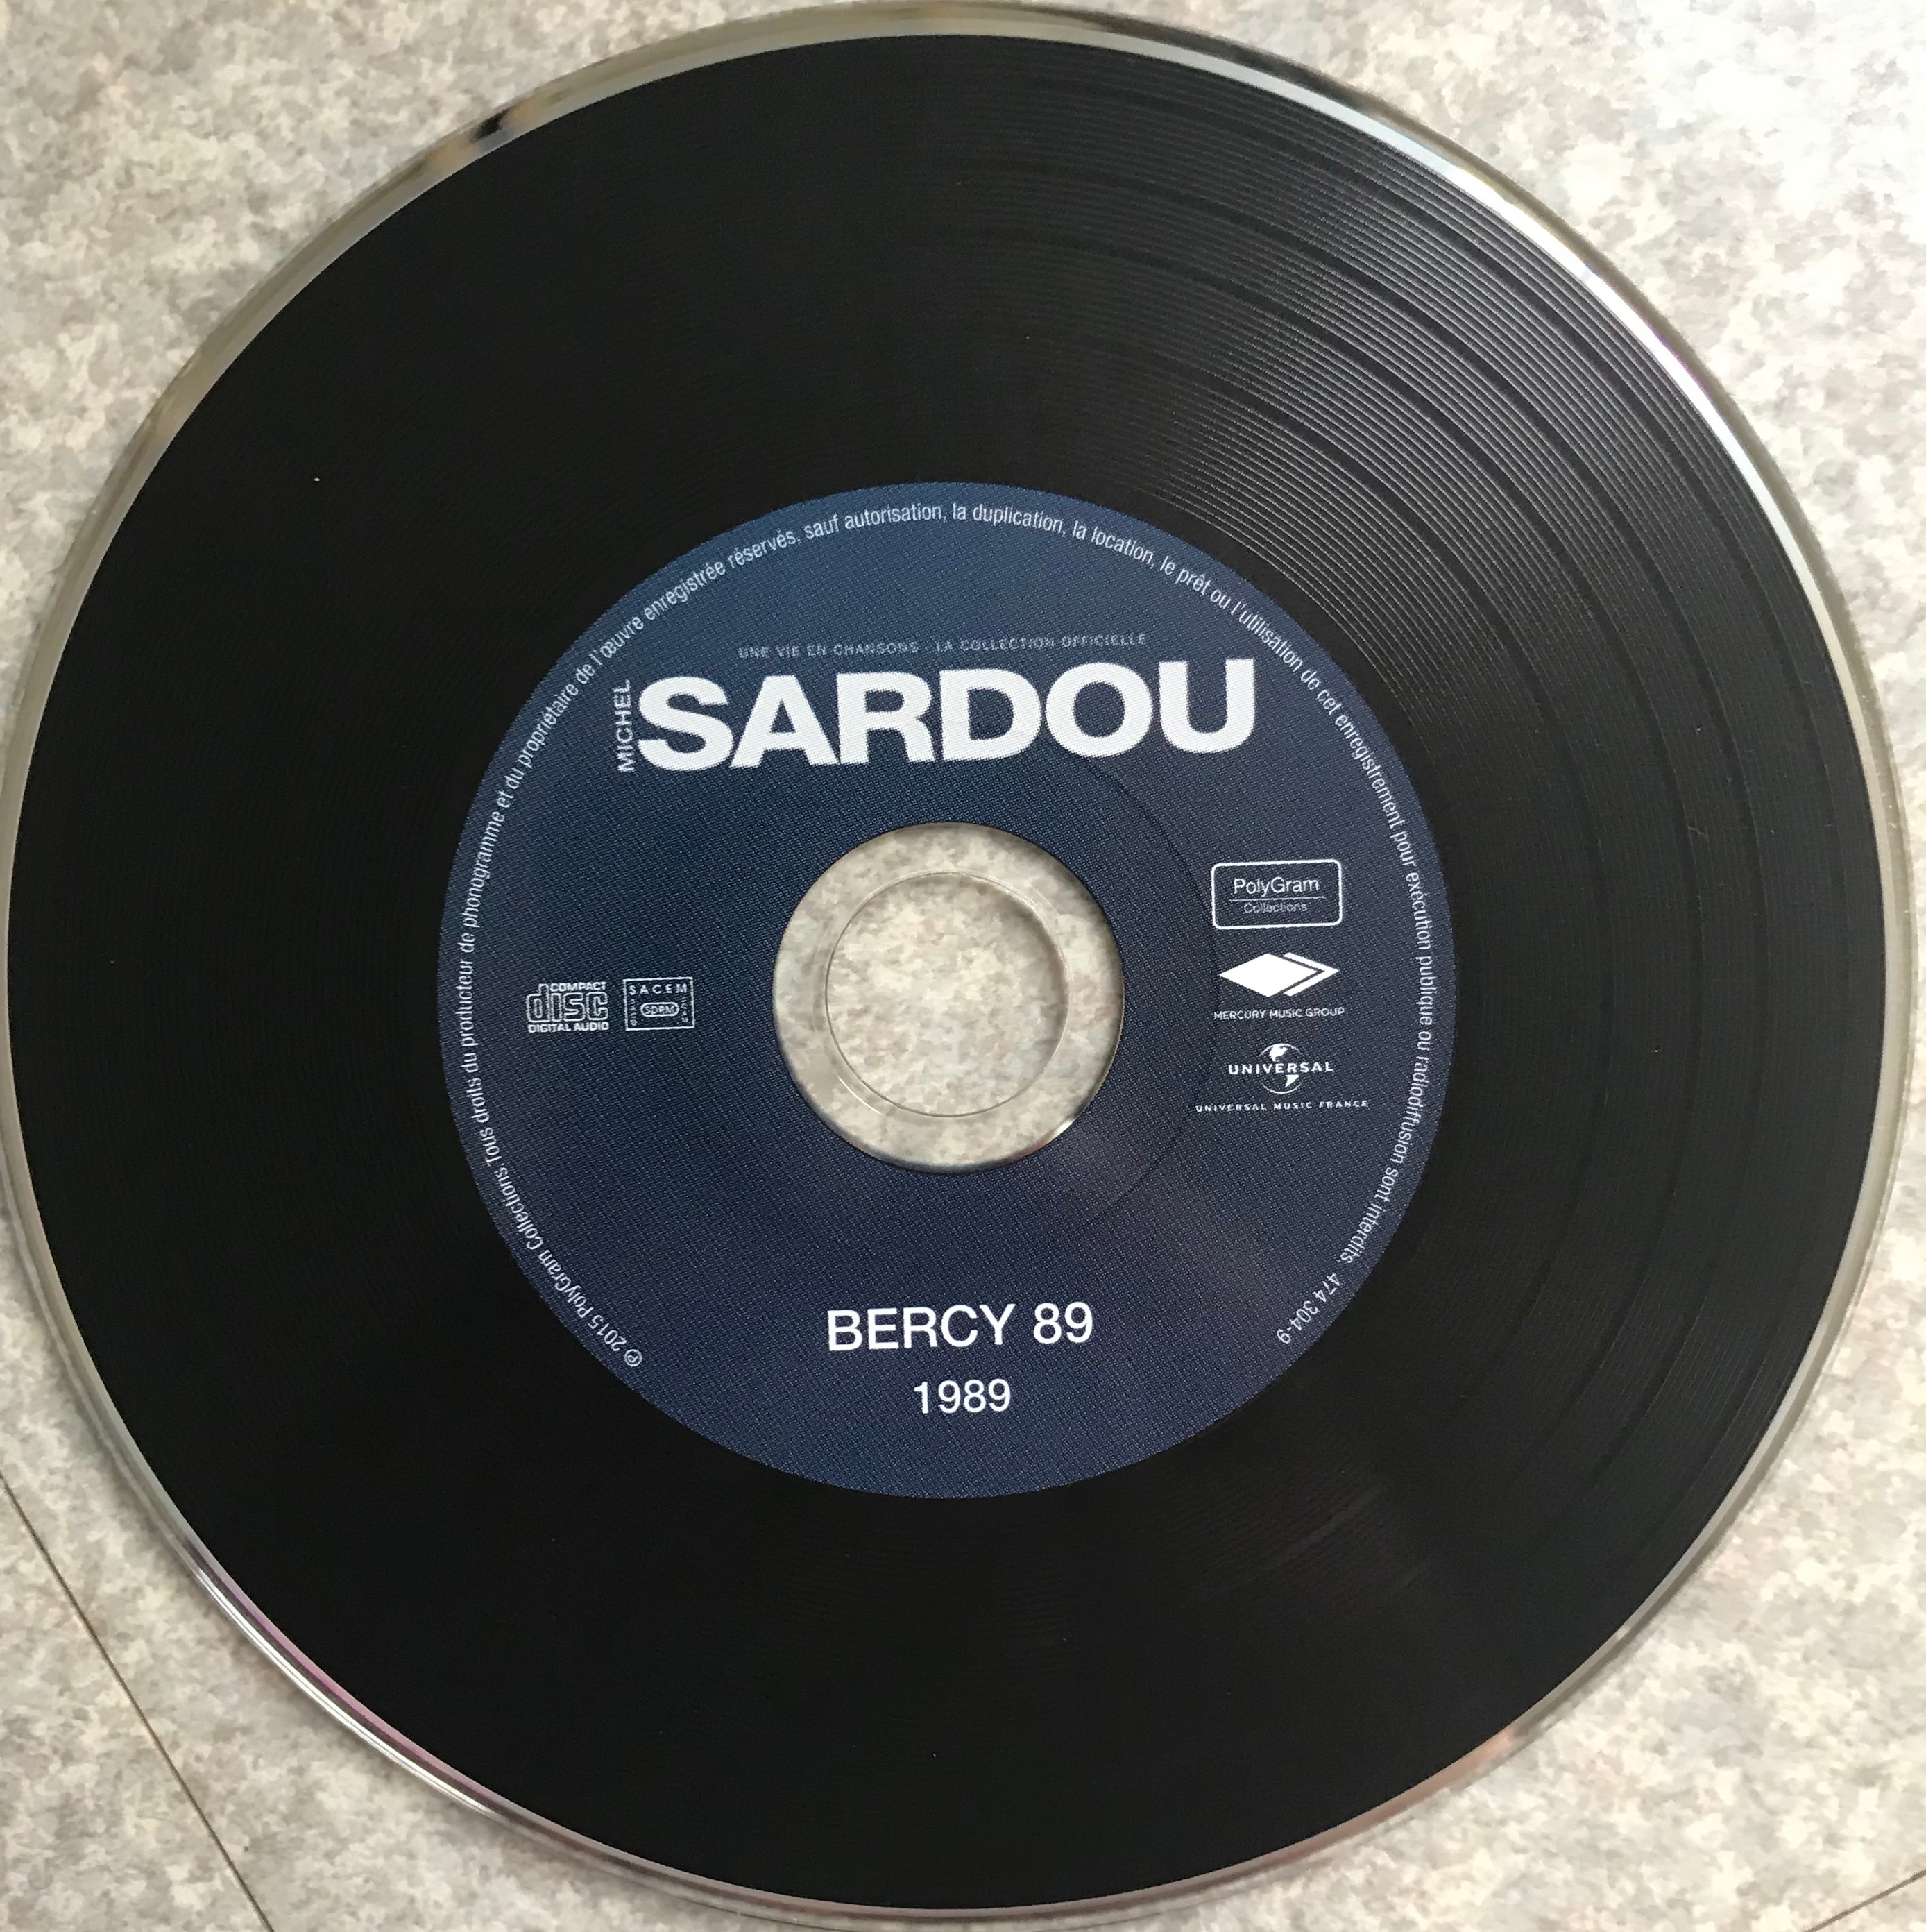 ℗ 2015 PolyGram Collections. Tous droits du producteur de phonogramme et du propriétaire de l'œuvre enregistrée réservés, sauf autorisation, la duplication, la location, le prêt ou l'utilisation de cet enregistrement pour exécution publique ou radiodiffusion sont interdits. 474 304-9
UNE VIE EN CHANSONS - LA COLLECTION OFFICIELLE
MICHEL
SARDOU
COMPACT
disc
DIGITAL AUDIO
SACEM
SDRM
PolyGram
Collections
MERCURY MUSIC GROUP
UNIVERSAL
UNIVERSAL MUSIC FRANCE
BERCY 89
1989